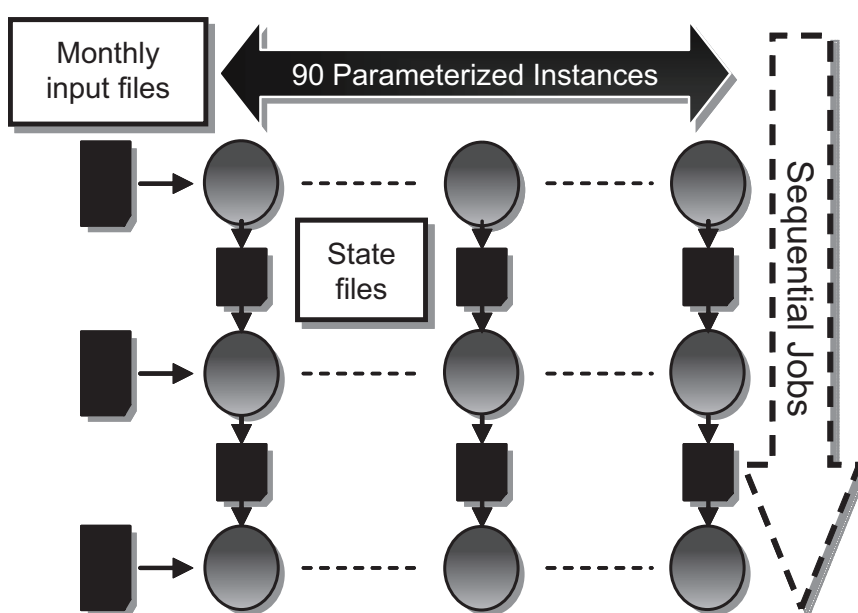 Monthly
input files
90 Parameterized Instances
State
files
Sequential Jobs